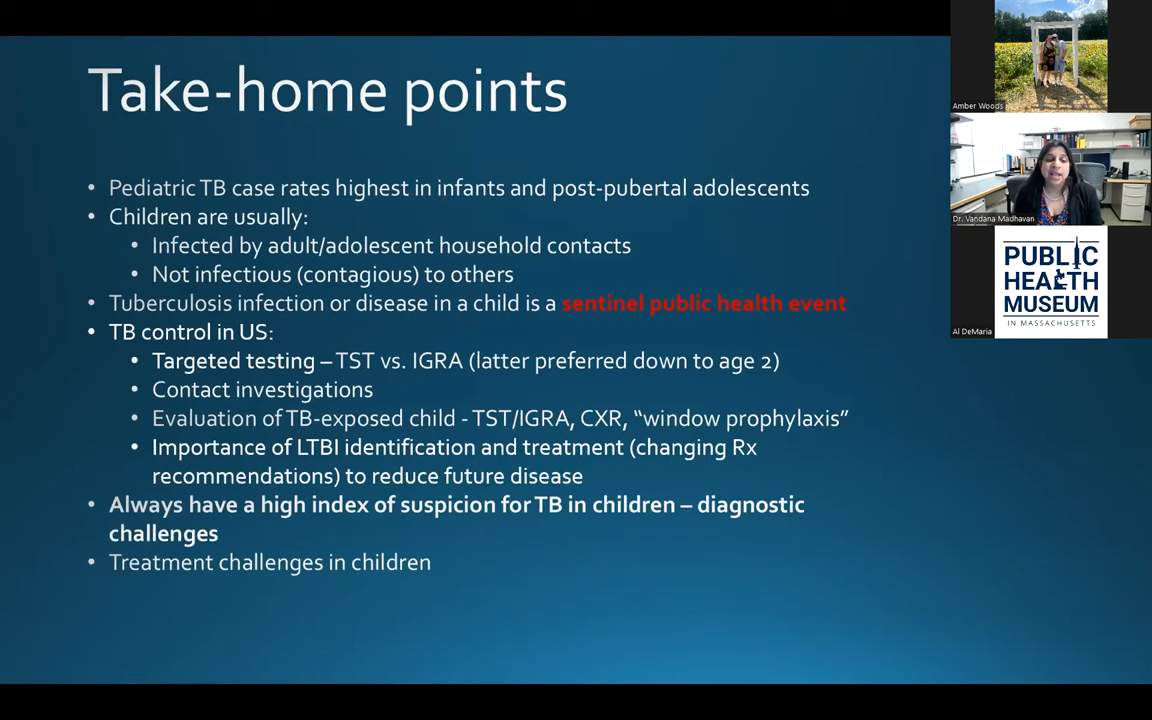 Take-home points
• Pediatric TB case rates highest in infants and post-pubertal adolescents
• Children are usually:
• Infected by adult/adolescent household contacts
• Not infectious (contagious) to others
• Tuberculosis infection or disease in a child is a sentinel public health event
• TB control in US:
• Targeted testing – TST vs. IGRA (latter preferred down to age 2)
• Contact investigations
• Evaluation of TB-exposed child - TST/IGRA, CXR, “window prophylaxis”
• Importance of LTBI identification and treatment (changing Rx
recommendations) to reduce future disease
• Always have a high index of suspicion for TB in children – diagnostic
challenges
• Treatment challenges in children
Amber Woods
Dr. Vandana Madhavan
PUBLIC
HEALTH
MUSEUM
IN MASSACHUSETTS
Al DeMaria